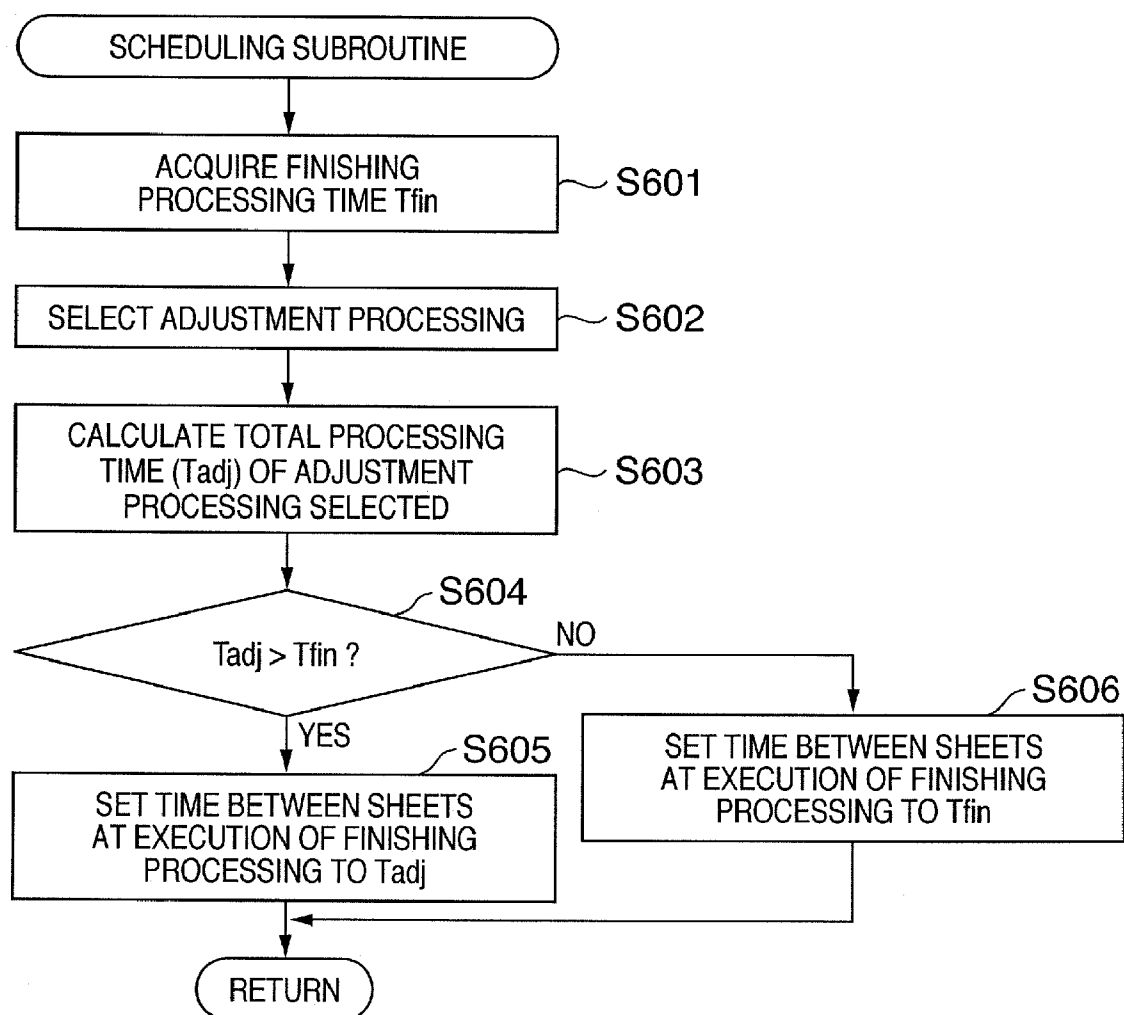 SCHEDULING SUBROUTINE
ACQUIRE FINISHING
PROCESSING TIME Tfin
S601
SELECT ADJUSTMENT PROCESSING
S602
CALCULATE TOTAL PROCESSING
TIME (Tadj) OF ADJUSTMENT
PROCESSING SELECTED
S603
S604
Tadj > Tfin ?
NO
YES
S605
SET TIME BETWEEN SHEETS
AT EXECUTION OF FINISHING
PROCESSING TO Tadj
S606
SET TIME BETWEEN SHEETS
AT EXECUTION OF FINISHING
PROCESSING TO Tfin
RETURN